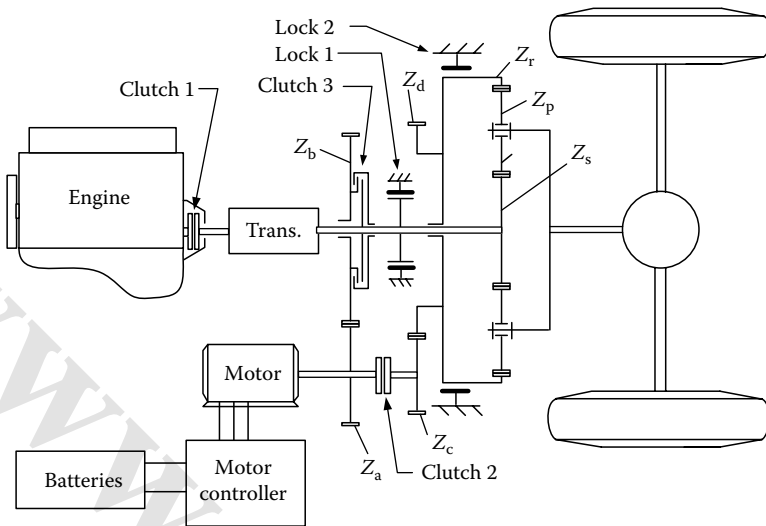 Lock 2
Lock 1
Clutch 1
Clutch 3
Z_d
Z_r
Z_p
Z_b
Z_s
Engine
Trans.
Motor
Z_a
Z_c
Clutch 2
Batteries
Motor
controller
WWW